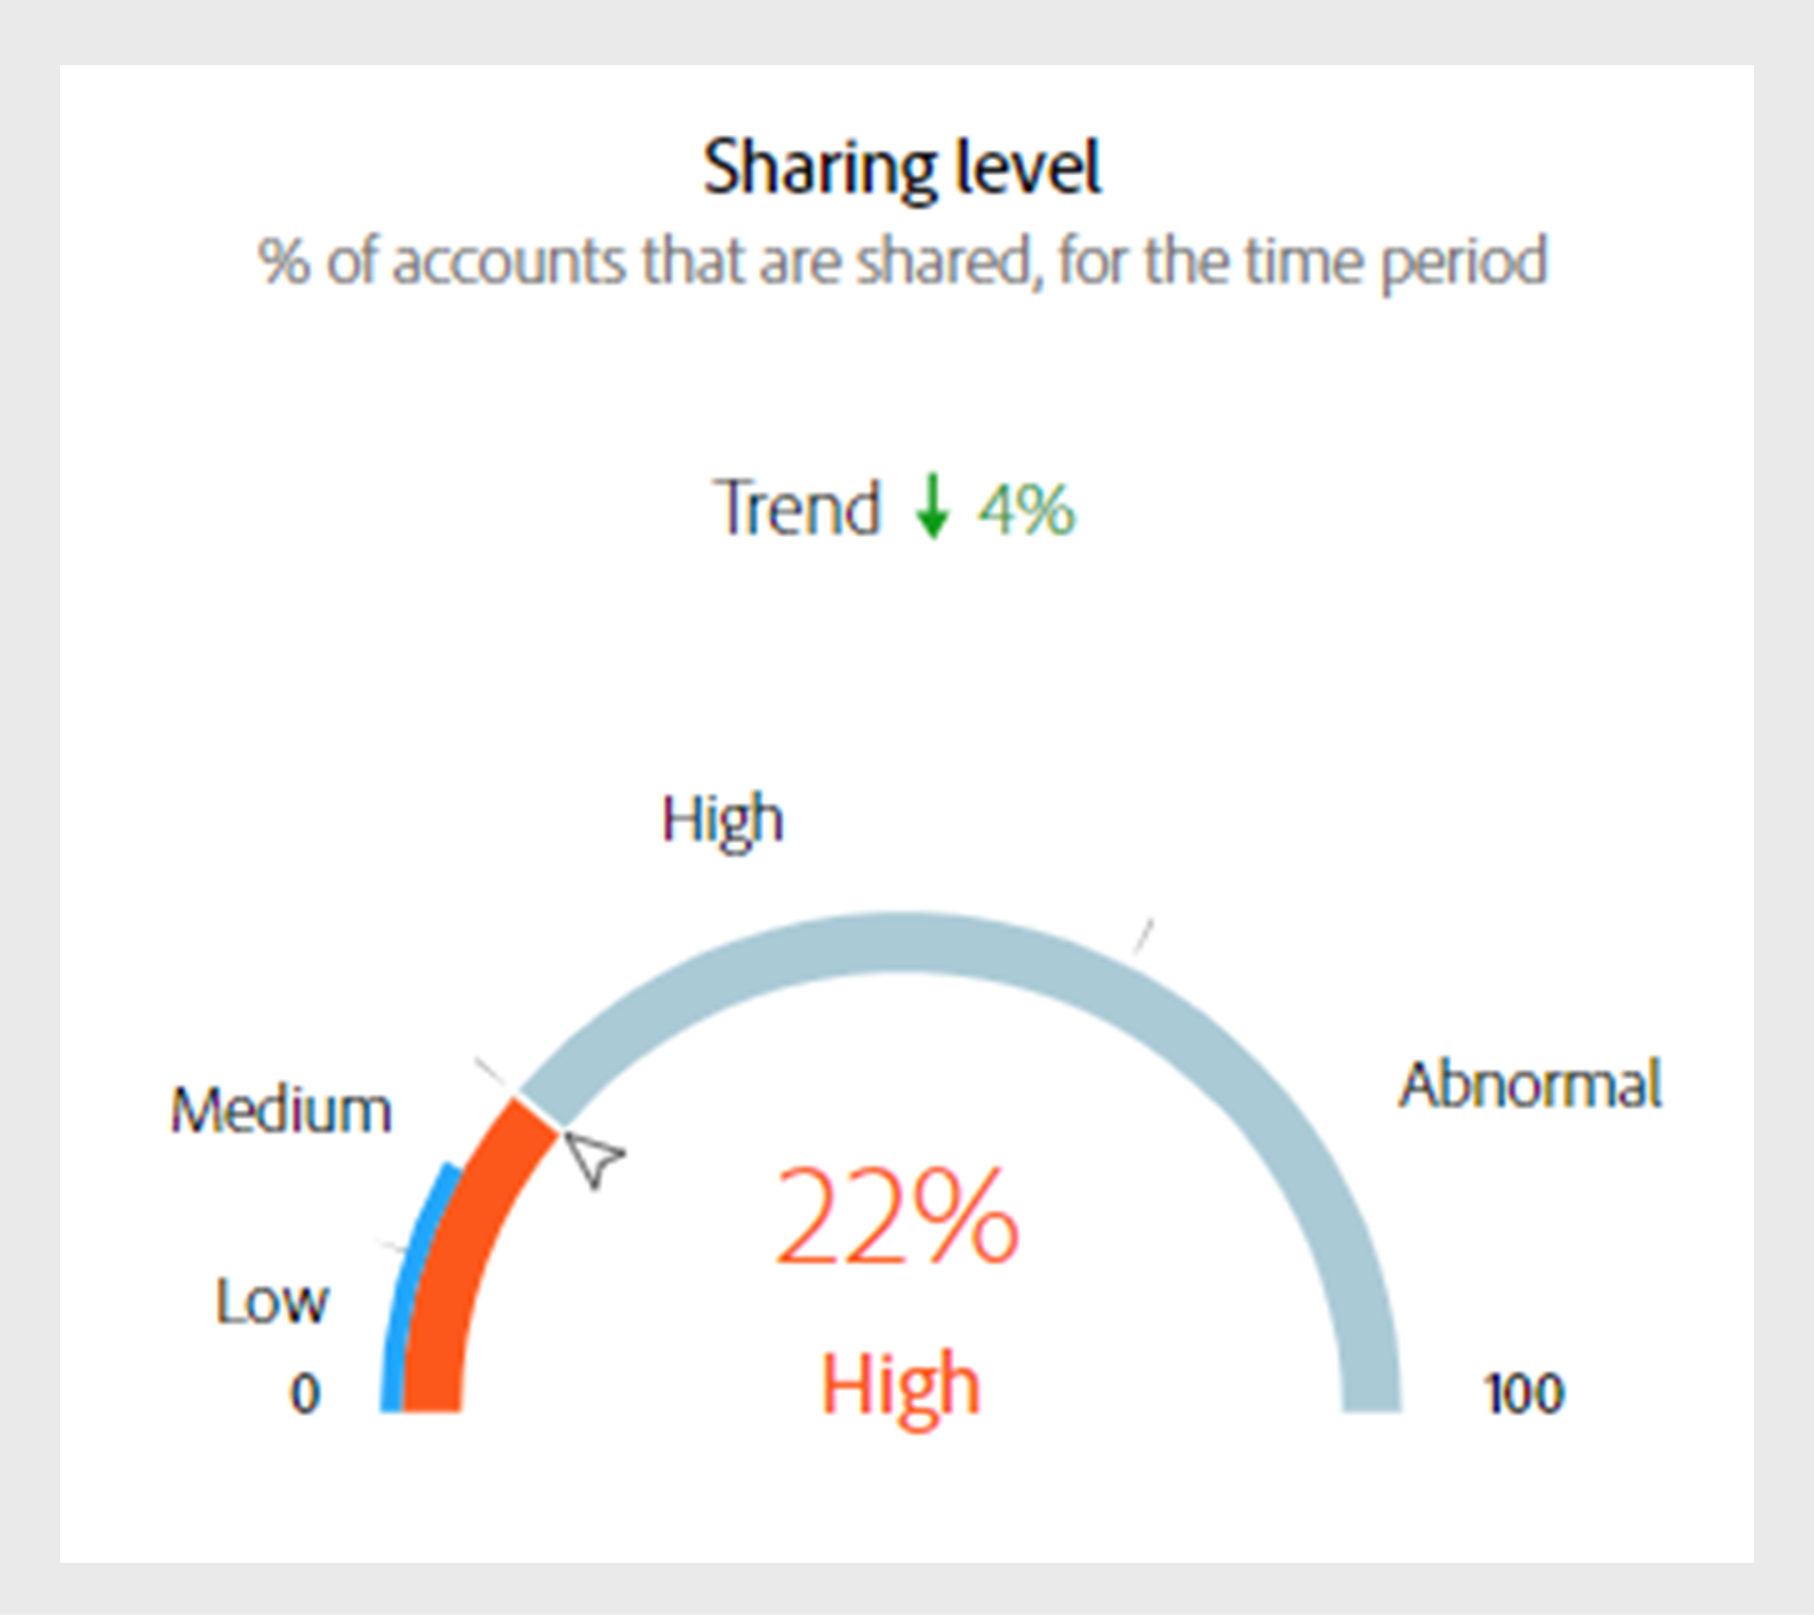 Sharing level
% of accounts that are shared, for the time period
Trend ↓ 4%
High
Medium
Abnormal
22%
Low
High
0
100